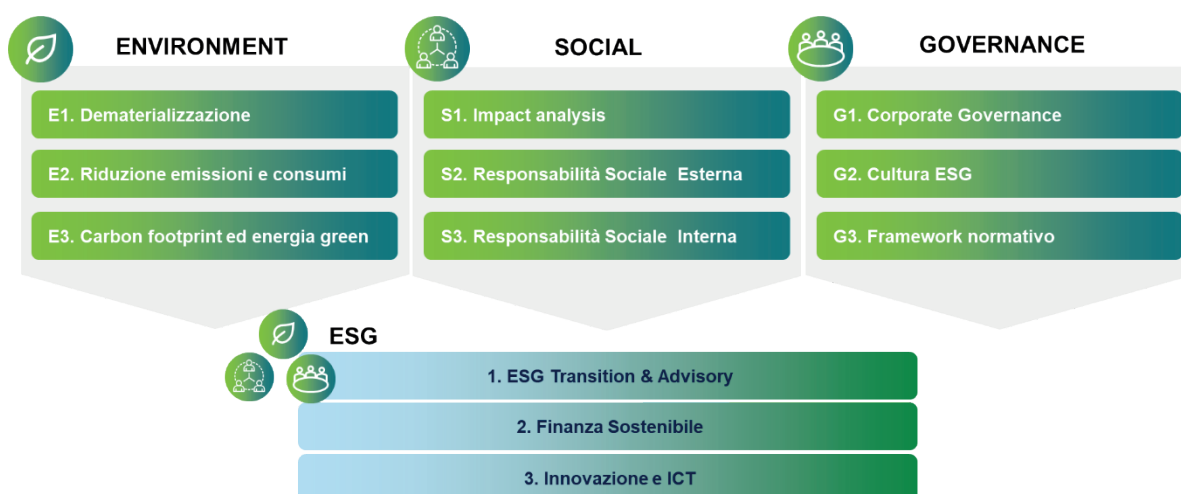 ENVIRONMENT
E1. Dematerializzazione
E2. Riduzione emissioni e consumi
E3. Carbon footprint ed energia green
SOCIAL
S1. Impact analysis
S2. Responsabilità Sociale Esterna
S3. Responsabilità Sociale Interna
GOVERNANCE
G1. Corporate Governance
G2. Cultura ESG
G3. Framework normativo
ESG
1. ESG Transition & Advisory
2. Finanza Sostenibile
3. Innovazione e ICT